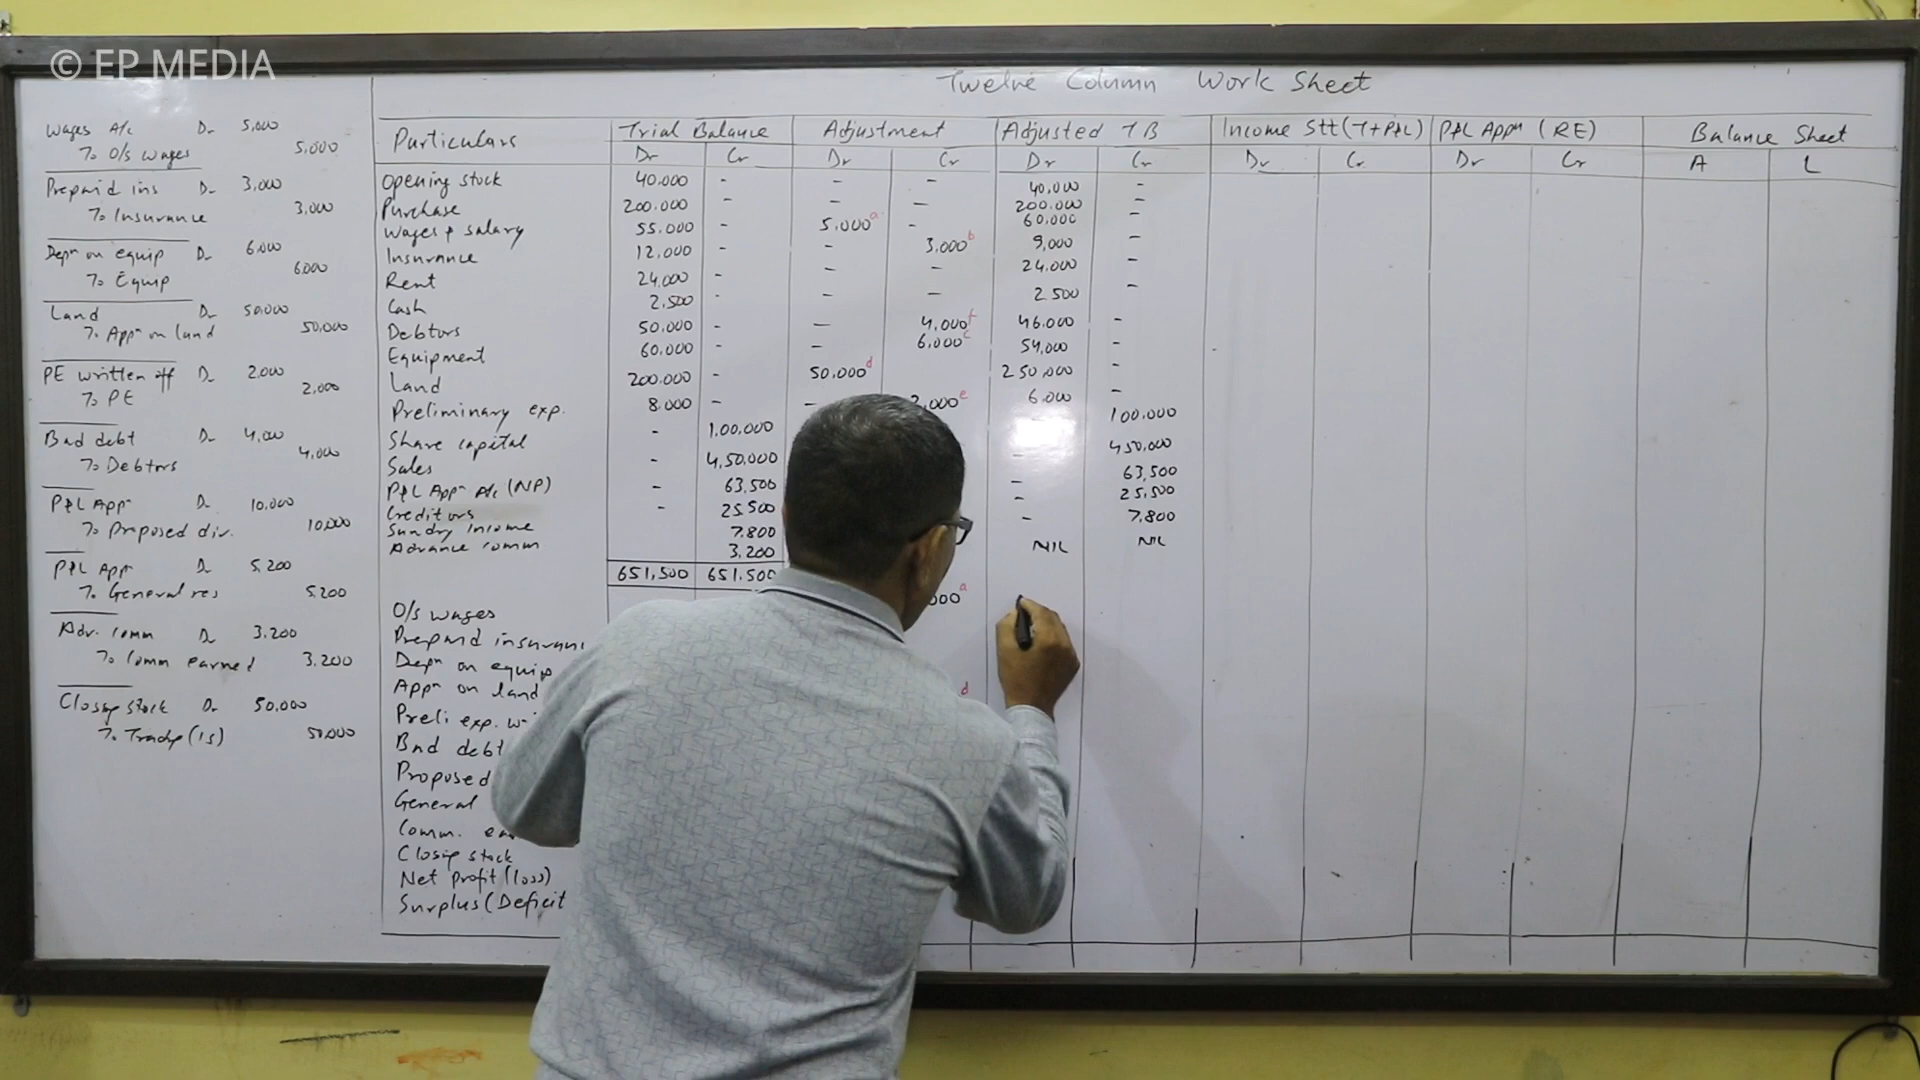 © EP MEDIA
Twelve Column Work Sheet
Wages A/c Dr 5,000
To O/s wages 5,000
Prepaid ins Dr 3,000
To Insurance 3,000
Depn on equip Dr 6,000
To Equip 6,000
Land Dr 50,000
To Appn on land 50,000
PE written off Dr 2,000
To PE 2,000
Bad debt Dr 4,000
To Debtors 4,000
P&L App Dr 10,000
To Proposed div. 10,000
P&L App Dr 5,200
To General res 5,200
Adv. comm Dr 3,200
To Comm earned 3,200
Closing stock Dr 50,000
To Trading (IS) 50,000
Particulars Trial Balance Adjustment Adjusted TB Income Stt (T+P&L) P&L Appn (RE) Balance Sheet
Dr Cr Dr Cr Dr Cr Dr Cr Dr Cr A L
Opening stock 40,000 - - - 40,000 -
Purchase 200.000 - - - 200.000 -
Wages & salary 55.000 - 5.000 a - 60.000 -
Insurance 12,000 - - 3,000 b 9,000 -
Rent 24,000 - - - 24,000 -
Cash 2.500 - - - 2 500 -
Debtors 50,000 - - 4,000 f 46,000 -
Equipment 60,000 - - 6,000 c 54,000 -
Land 200.000 - 50.000 d 250,000 -
Preliminary exp. 8.000 - - 2,000 e 6.000 -
Share capital - 1,00,000 - 100,000
Sales - 4,50,000 - 450,000
P&L Appn A/c (NP) - 63,500 - 63,500
Creditors - 25,500 - 25,500
Sundry income 7.800 - 7.800
Advance comm 3,200 NIL NIL
651,500 651,500
O/s wages 000 a
Prepaid insuran
Depn on equip
Appn on land d
Preli exp. w
Bad debt
Proposed
General
Comm. ea
Closing stock
Net Profit (loss)
Surplus (Deficit